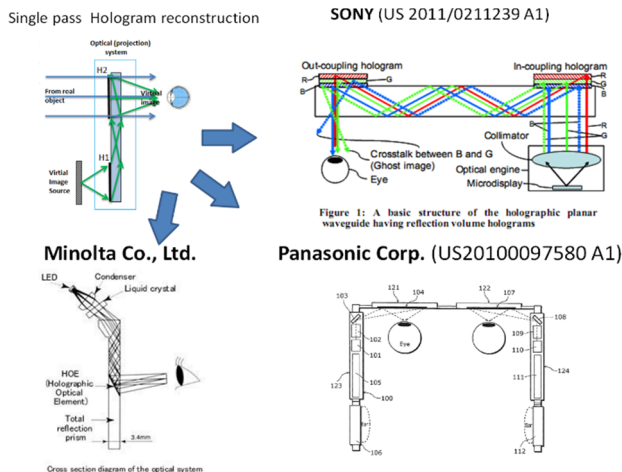 Single pass Hologram reconstruction
SONY (US 2011/0211239 A1)
Optical (projection)
system
H2
From real
object
Virtual
image
H1
Virtial
Image
Source
Out-coupling hologram
In-coupling hologram
R
G
B
R
G
B
B
R
G
Collimator
Crosstalk between B and G
(Ghost image)
Optical engine
Eye
Microdisplay
Figure 1: A basic structure of the holographic planar
waveguide having reflection volume holograms
Minolta Co., Ltd.
Panasonic Corp. (US20100097580 A1)
LED
Condenser
Liquid crystal
HOE
(Holographic
Optical
Element)
Total
reflection
prism
3.4mm
Cross section diagram of the optical system
121
104
122
107
103
108
102
109
101
110
Eye
123
105
100
111
124
Ear
Ear
106
112